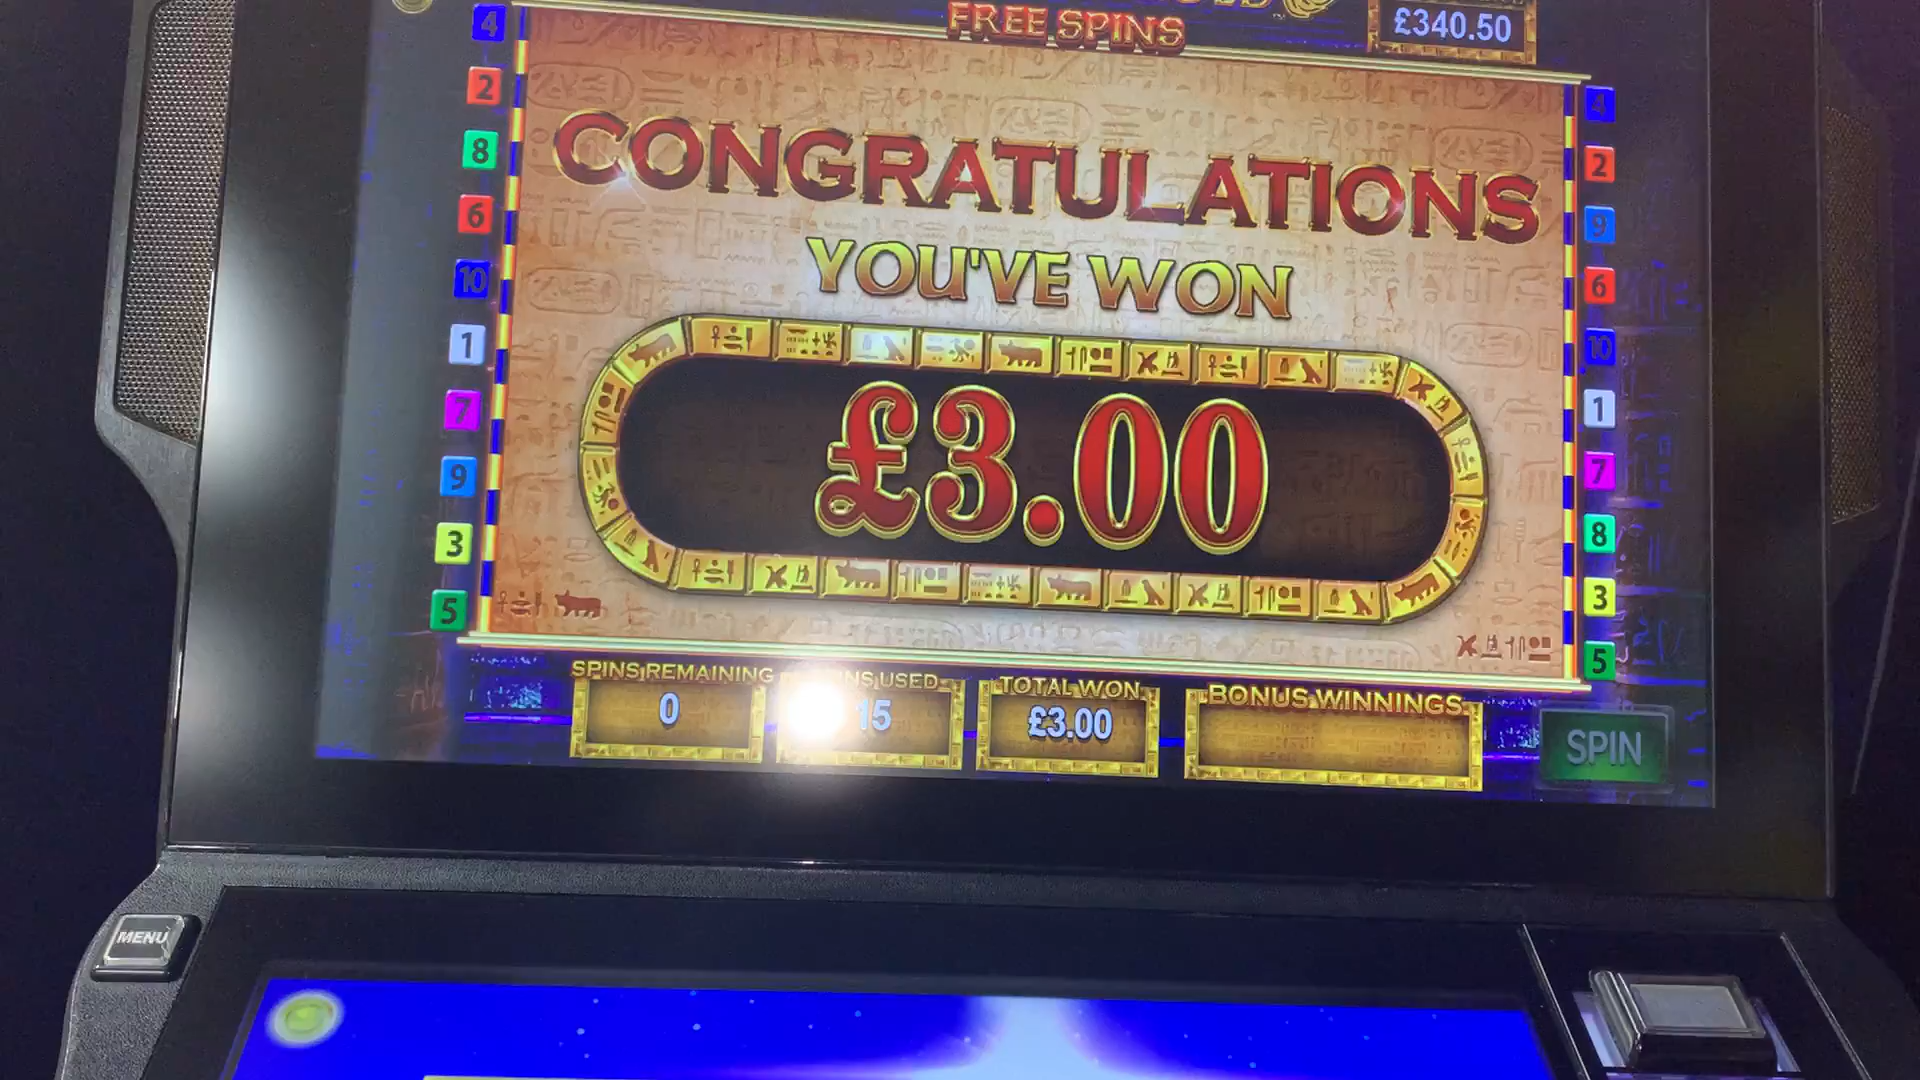 FREE SPINS
£340.50
CONGRATULATIONS
YOU'VE WON
£3.00
4
2
8
6
10
1
7
9
3
5
4
2
9
6
10
1
7
8
3
5
SPINS REMAINING
0
USED
15
TOTAL WON
£3.00
BONUS WINNINGS
SPIN
MENU